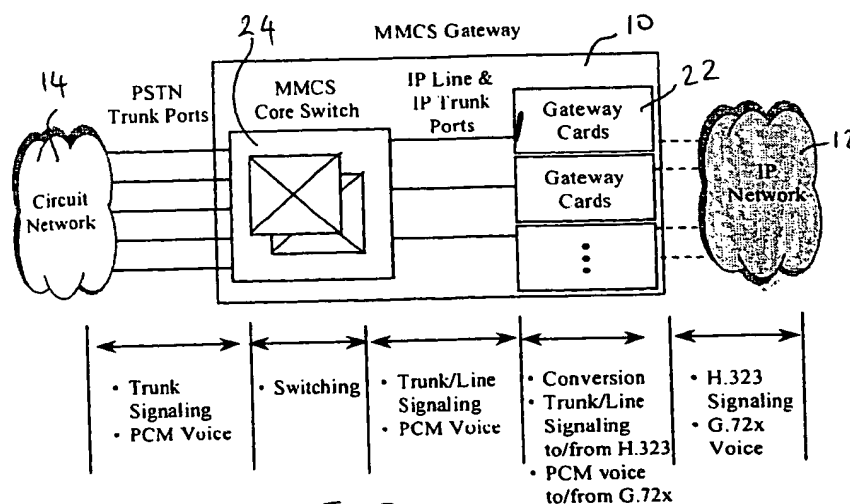 24
MMCS Gateway
10
14
PSTN
Trunk Ports
MMCS
Core Switch
IP Line &
IP Trunk
Ports
22
Gateway
Cards
12
Circuit
Network
Gateway
Cards
IP
Network
• Trunk
Signaling
• PCM Voice
• Switching
• Trunk/Line
Signaling
• PCM Voice
• Conversion
• Trunk/Line
Signaling
to/from H.323
• PCM voice
to/from G.72x
• H.323
Signaling
• G.72x
Voice